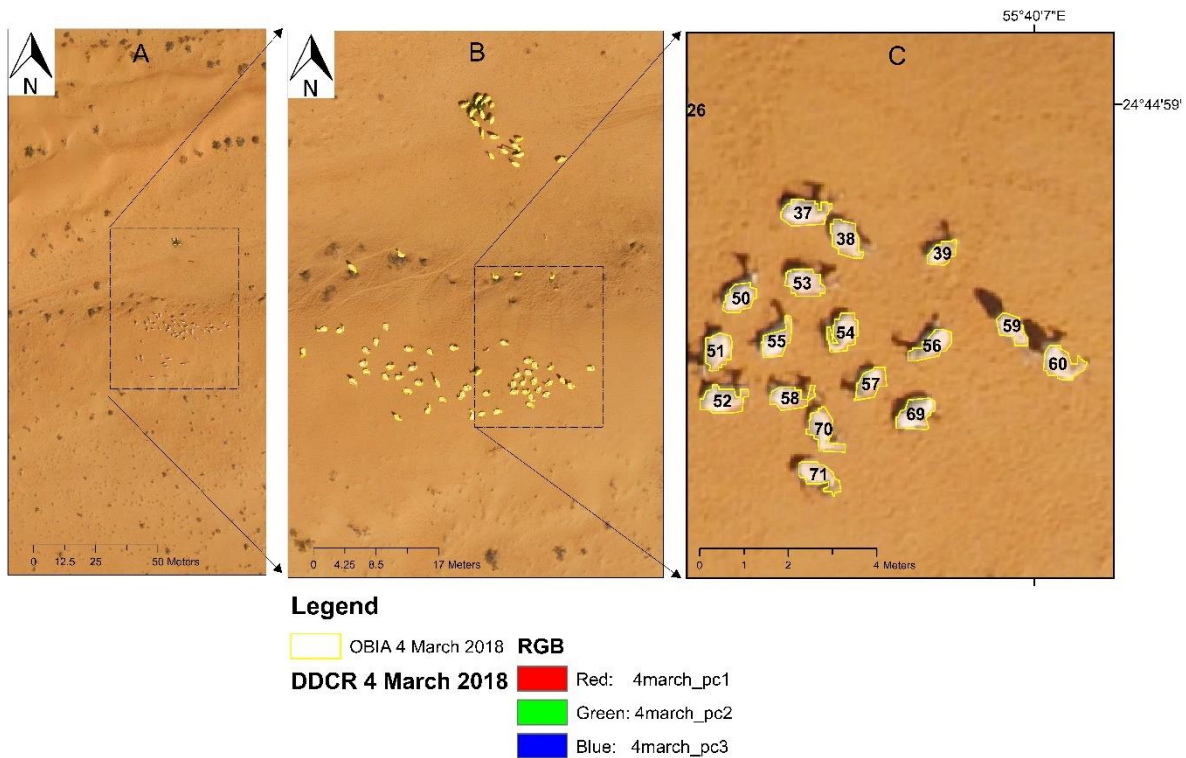 55°40'7"E
A
B
C
N
N
24°44'59'
26
37
38
39
53
50
59
54
55
56
51
60
57
52
58
69
70
71
0 12.5 25 50 Meters
0 4.25 8.5 17 Meters
0 1 2 4 Meters
Legend
OBIA 4 March 2018 RGB
DDCR 4 March 2018
Red: 4march_pc1
Green: 4march_pc2
Blue: 4march_pc3